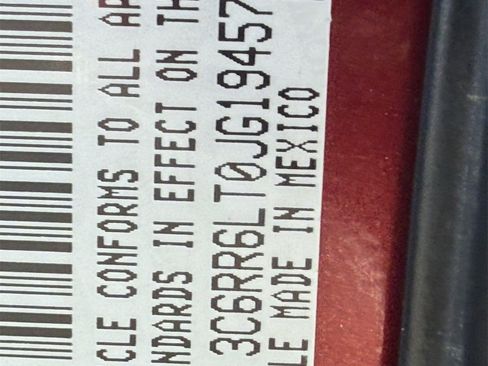 CLE CONFORMS TO ALL AP
NDARDS IN EFFECT ON TH
3C6RR6LT0JG19457
LE MADE IN MEXICO